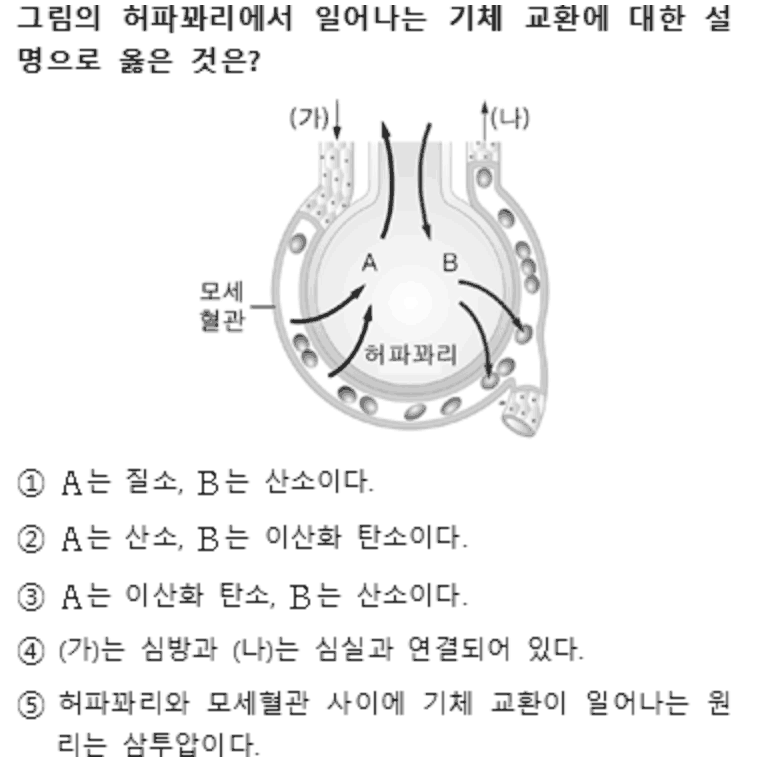 그림의 허파꽈리에서 일어나는 기체 교환에 대한 설
명으로 옳은 것은?
(가)
(나)
A
B
모세
혈관
허파꽈리
① A는 질소, B는 산소이다.
② A는 산소, B는 이산화 탄소이다.
③ A는 이산화 탄소, B는 산소이다.
④ (가)는 심방과 (나)는 심실과 연결되어 있다.
⑤ 허파꽈리와 모세혈관 사이에 기체 교환이 일어나는 원
리는 삼투압이다.